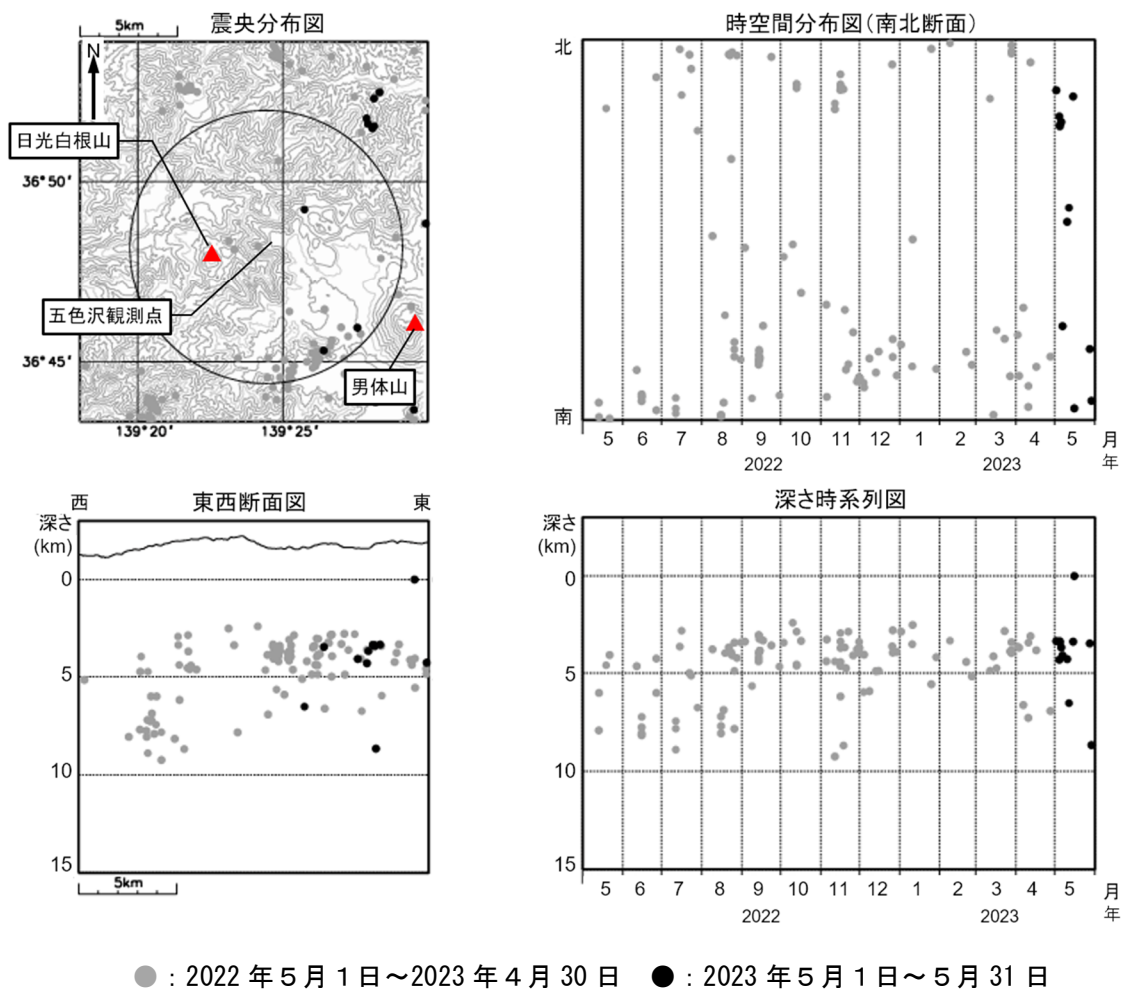 震央分布図
5km
N
日光白根山
36°50′
五色沢観測点
36°45′
男体山
139°20′ 139°25′
時空間分布図(南北断面)
北
南
5 6 7 8 9 10 11 12 1 2 3 4 5 月
2022 2023 年
東西断面図
西 東
深さ
(km)
0
5
10
15
5km
深さ時系列図
深さ
(km)
0
5
10
15
5 6 7 8 9 10 11 12 1 2 3 4 5 月
2022 2023 年
●:2022年5月1日~2023年4月30日 ●:2023年5月1日~5月31日